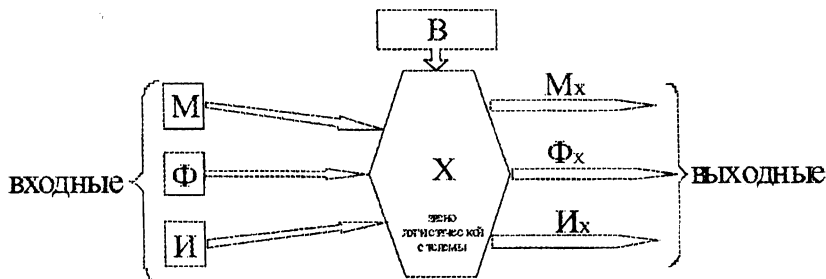 В
М
Мх
Ф
Х
Фх
входные
выходные
И
Их
звено
логистической
системы